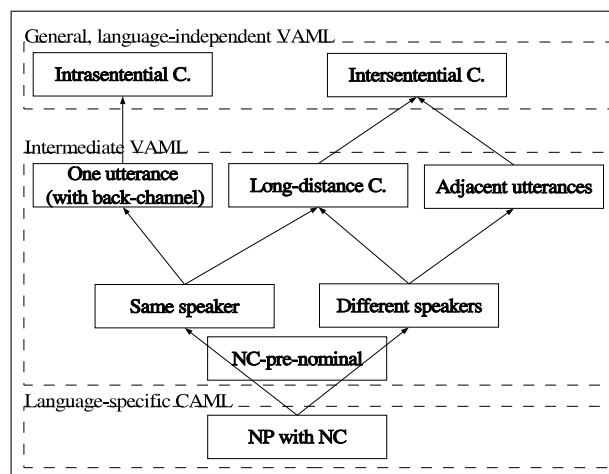 General, language-independent VAML
Intrasentential C.
Intersentential C.
Intermediate VAML
One utterance
(with back-channel)
Long-distance C.
Adjacent utterances
Same speaker
Different speakers
NC-pre-nominal
Language-specific CAML
NP with NC